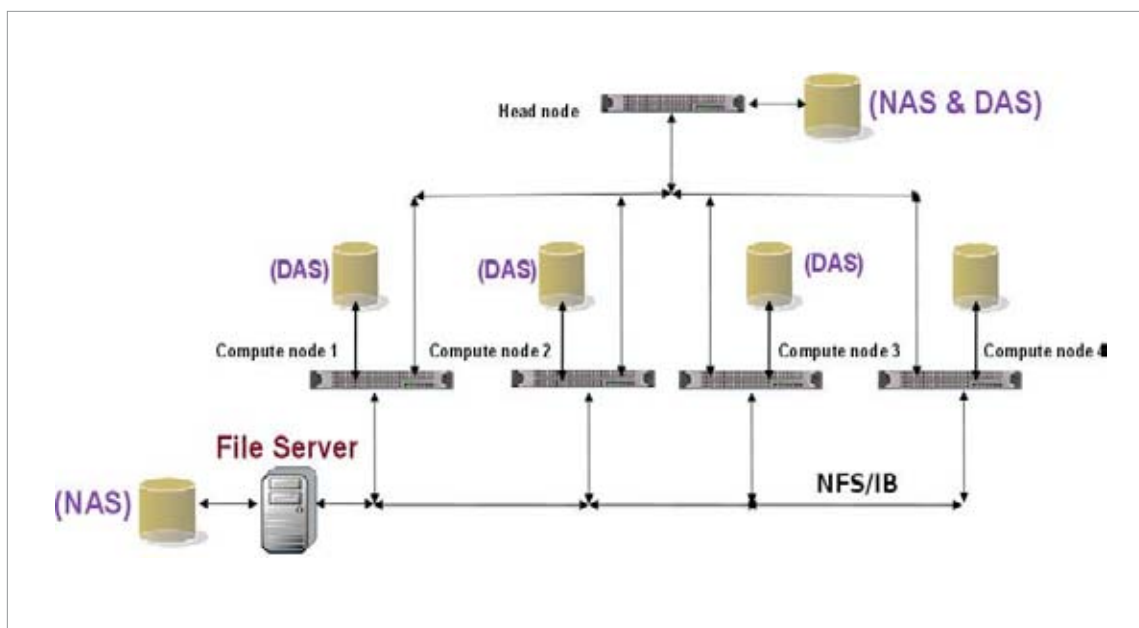 Head node
(NAS & DAS)
(DAS)
(DAS)
(DAS)
Compute node 1
Compute node 2
Compute node 3
Compute node 4
File Server
(NAS)
NFS/IB